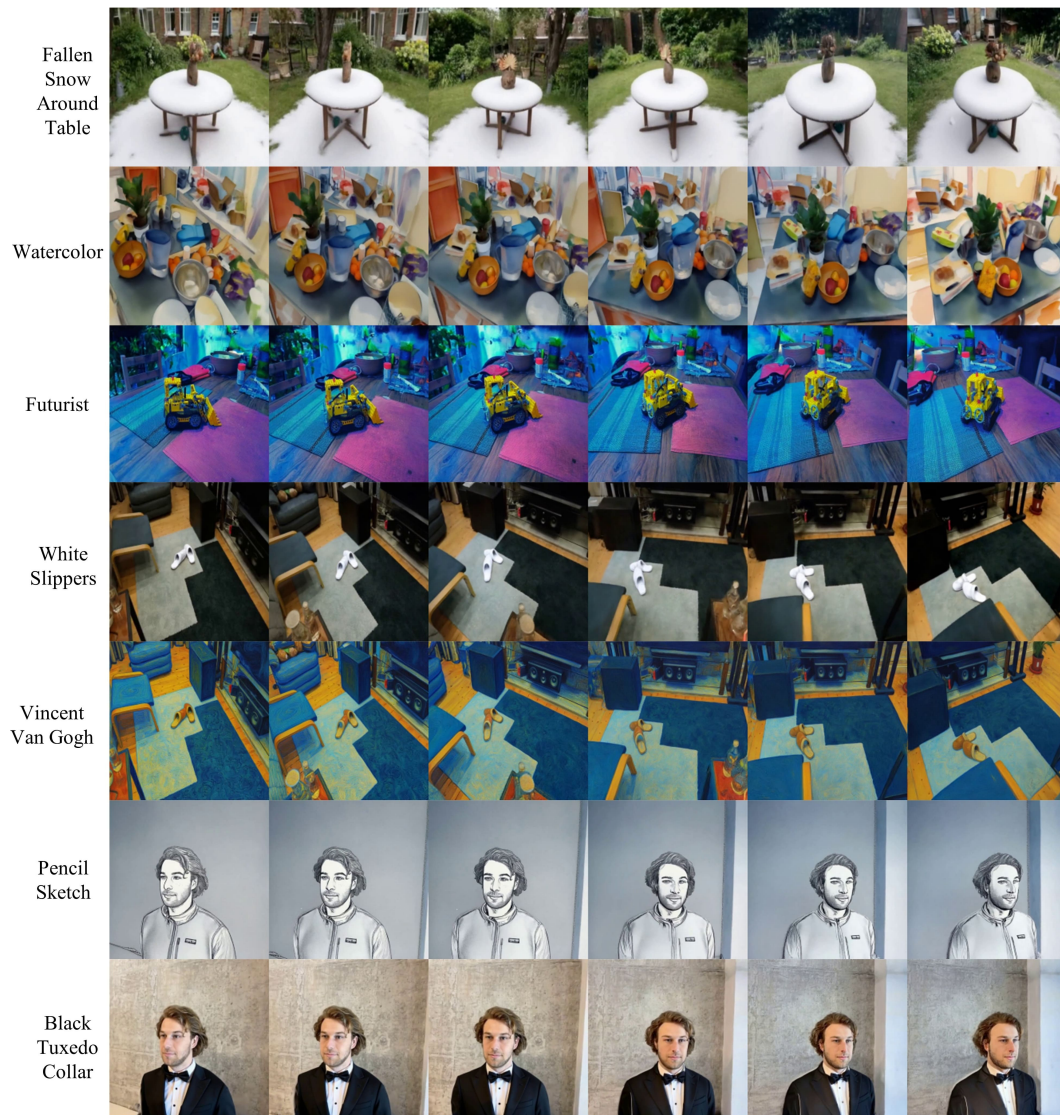 Fallen
Snow
Around
Table
Watercolor
Futurist
White
Slippers
Vincent
Van Gogh
Pencil
Sketch
Black
Tuxedo
Collar